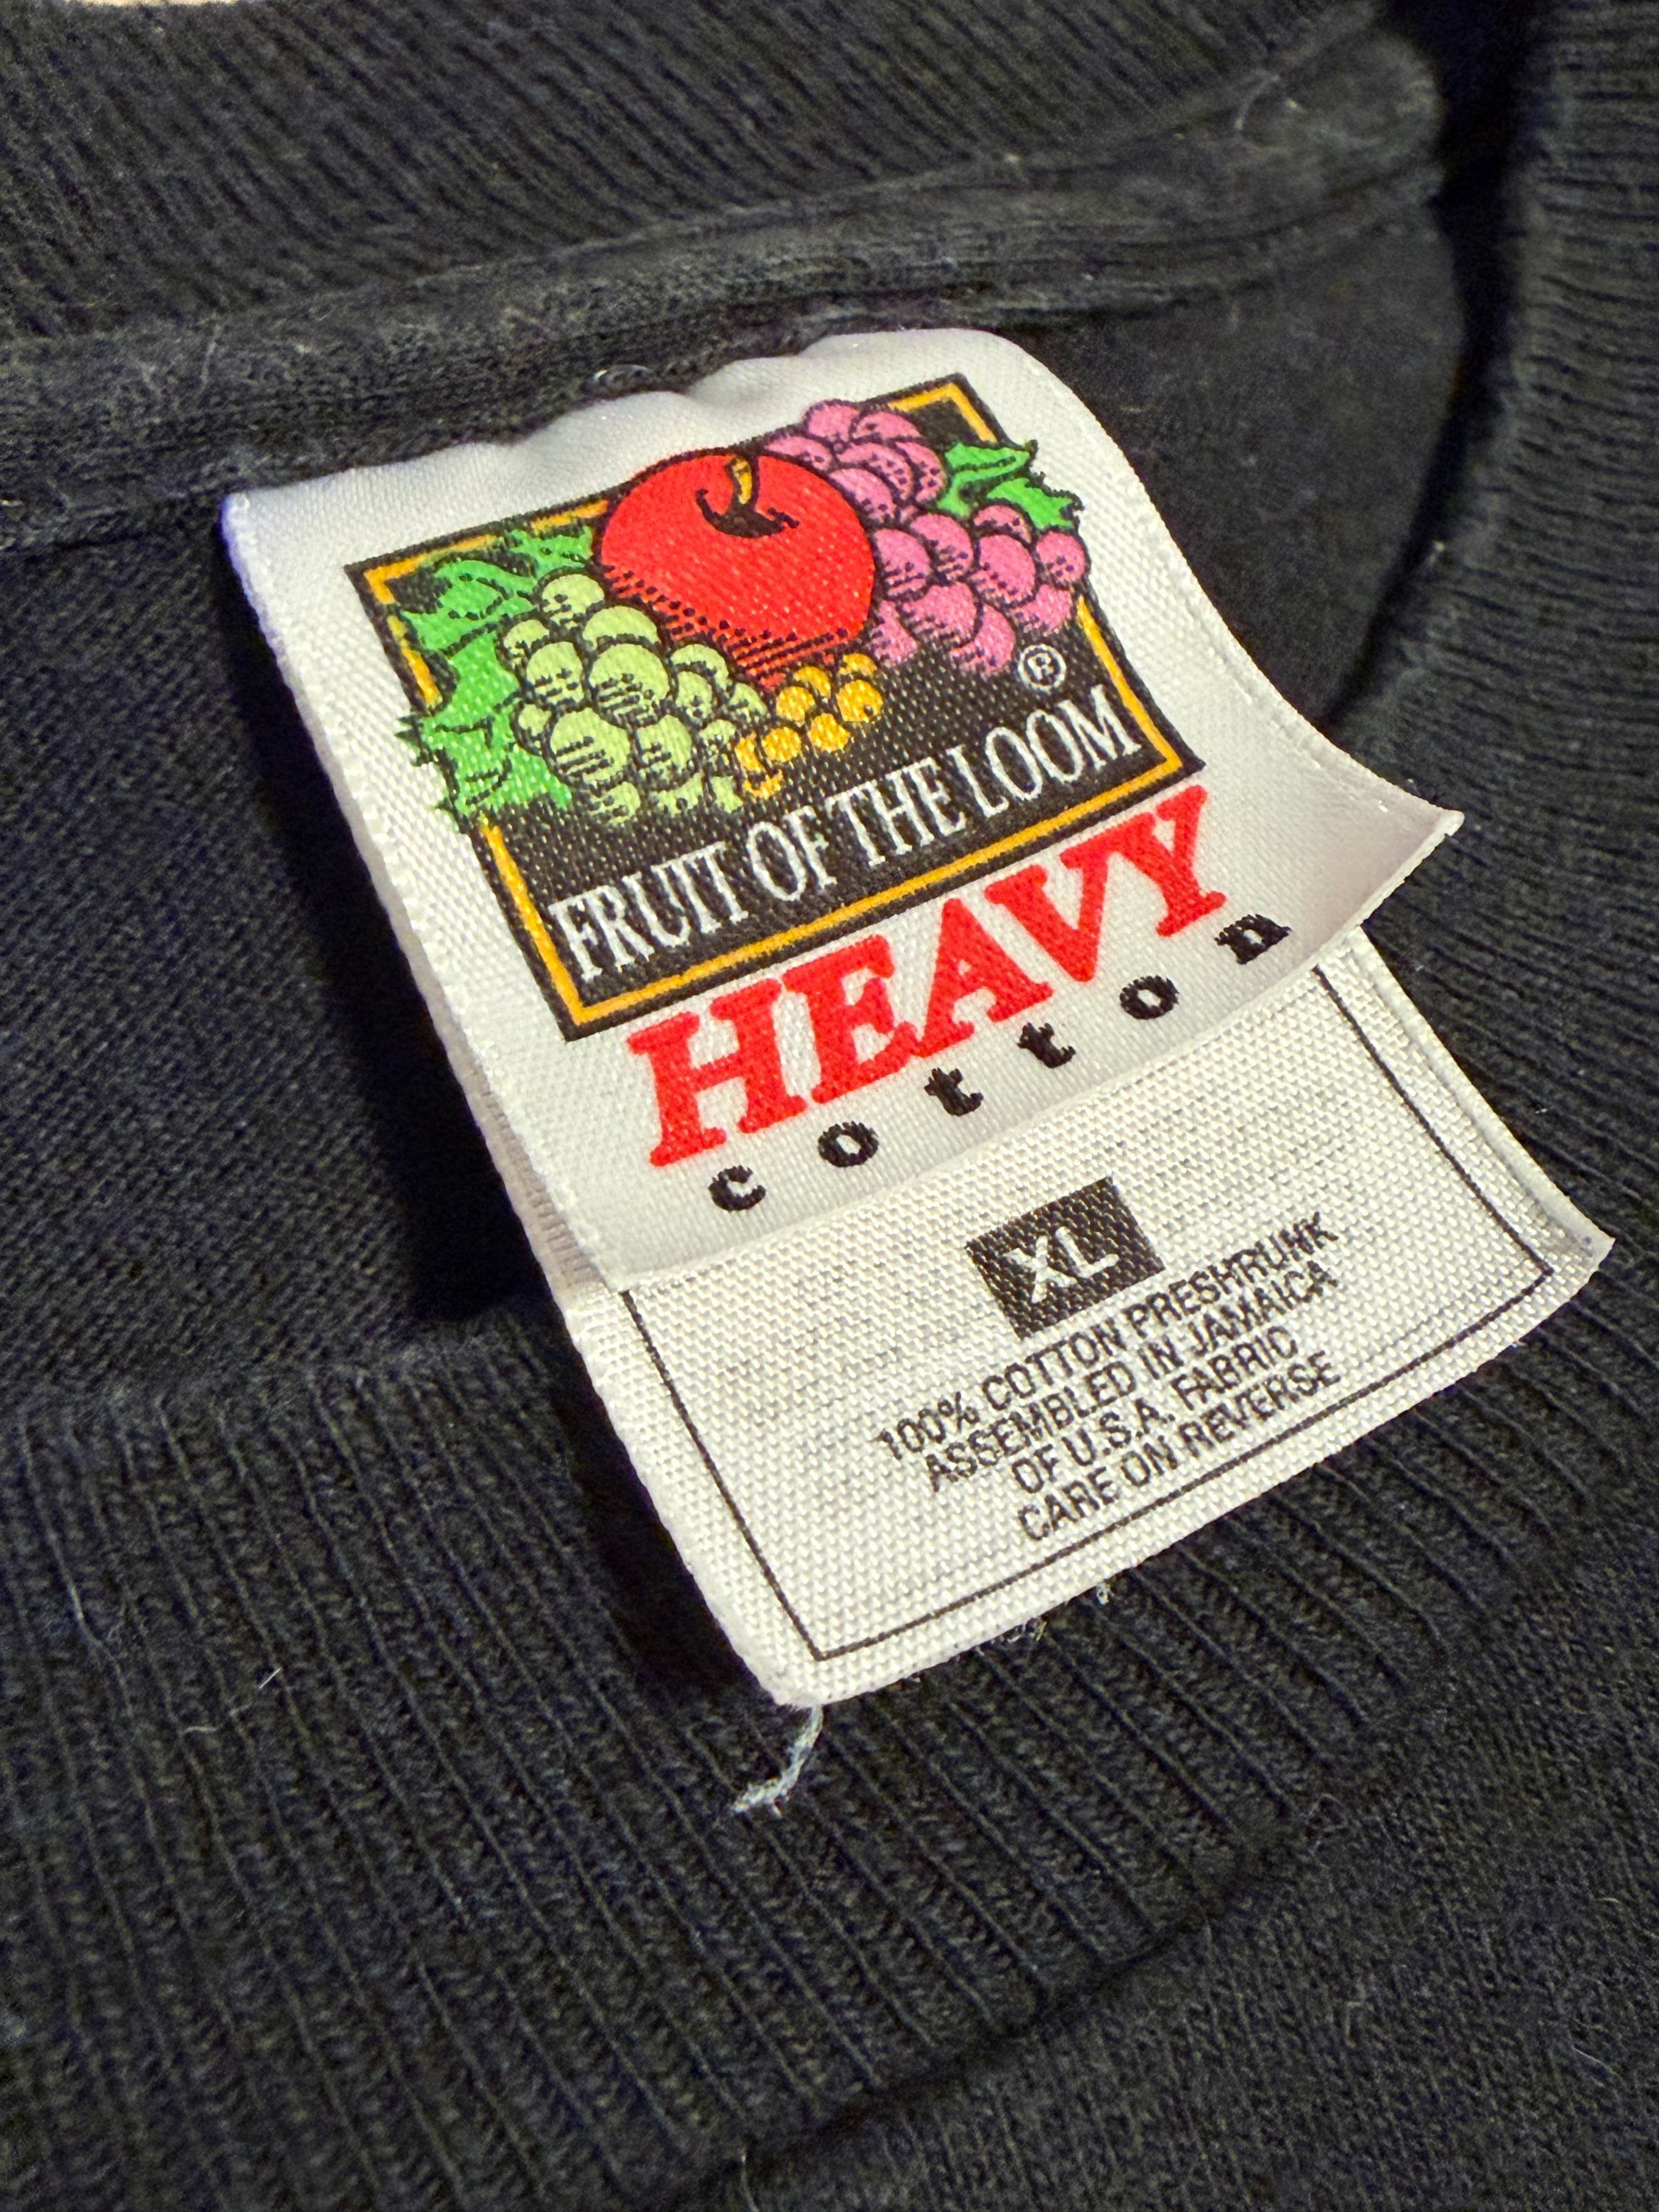 ®
FRUIT OF THE LOOM
HEAVY
cotton
XL
100% COTTON PRESHRUNK
ASSEMBLED IN JAMAICA
OF U.S.A. FABRIC
CARE ON REVERSE